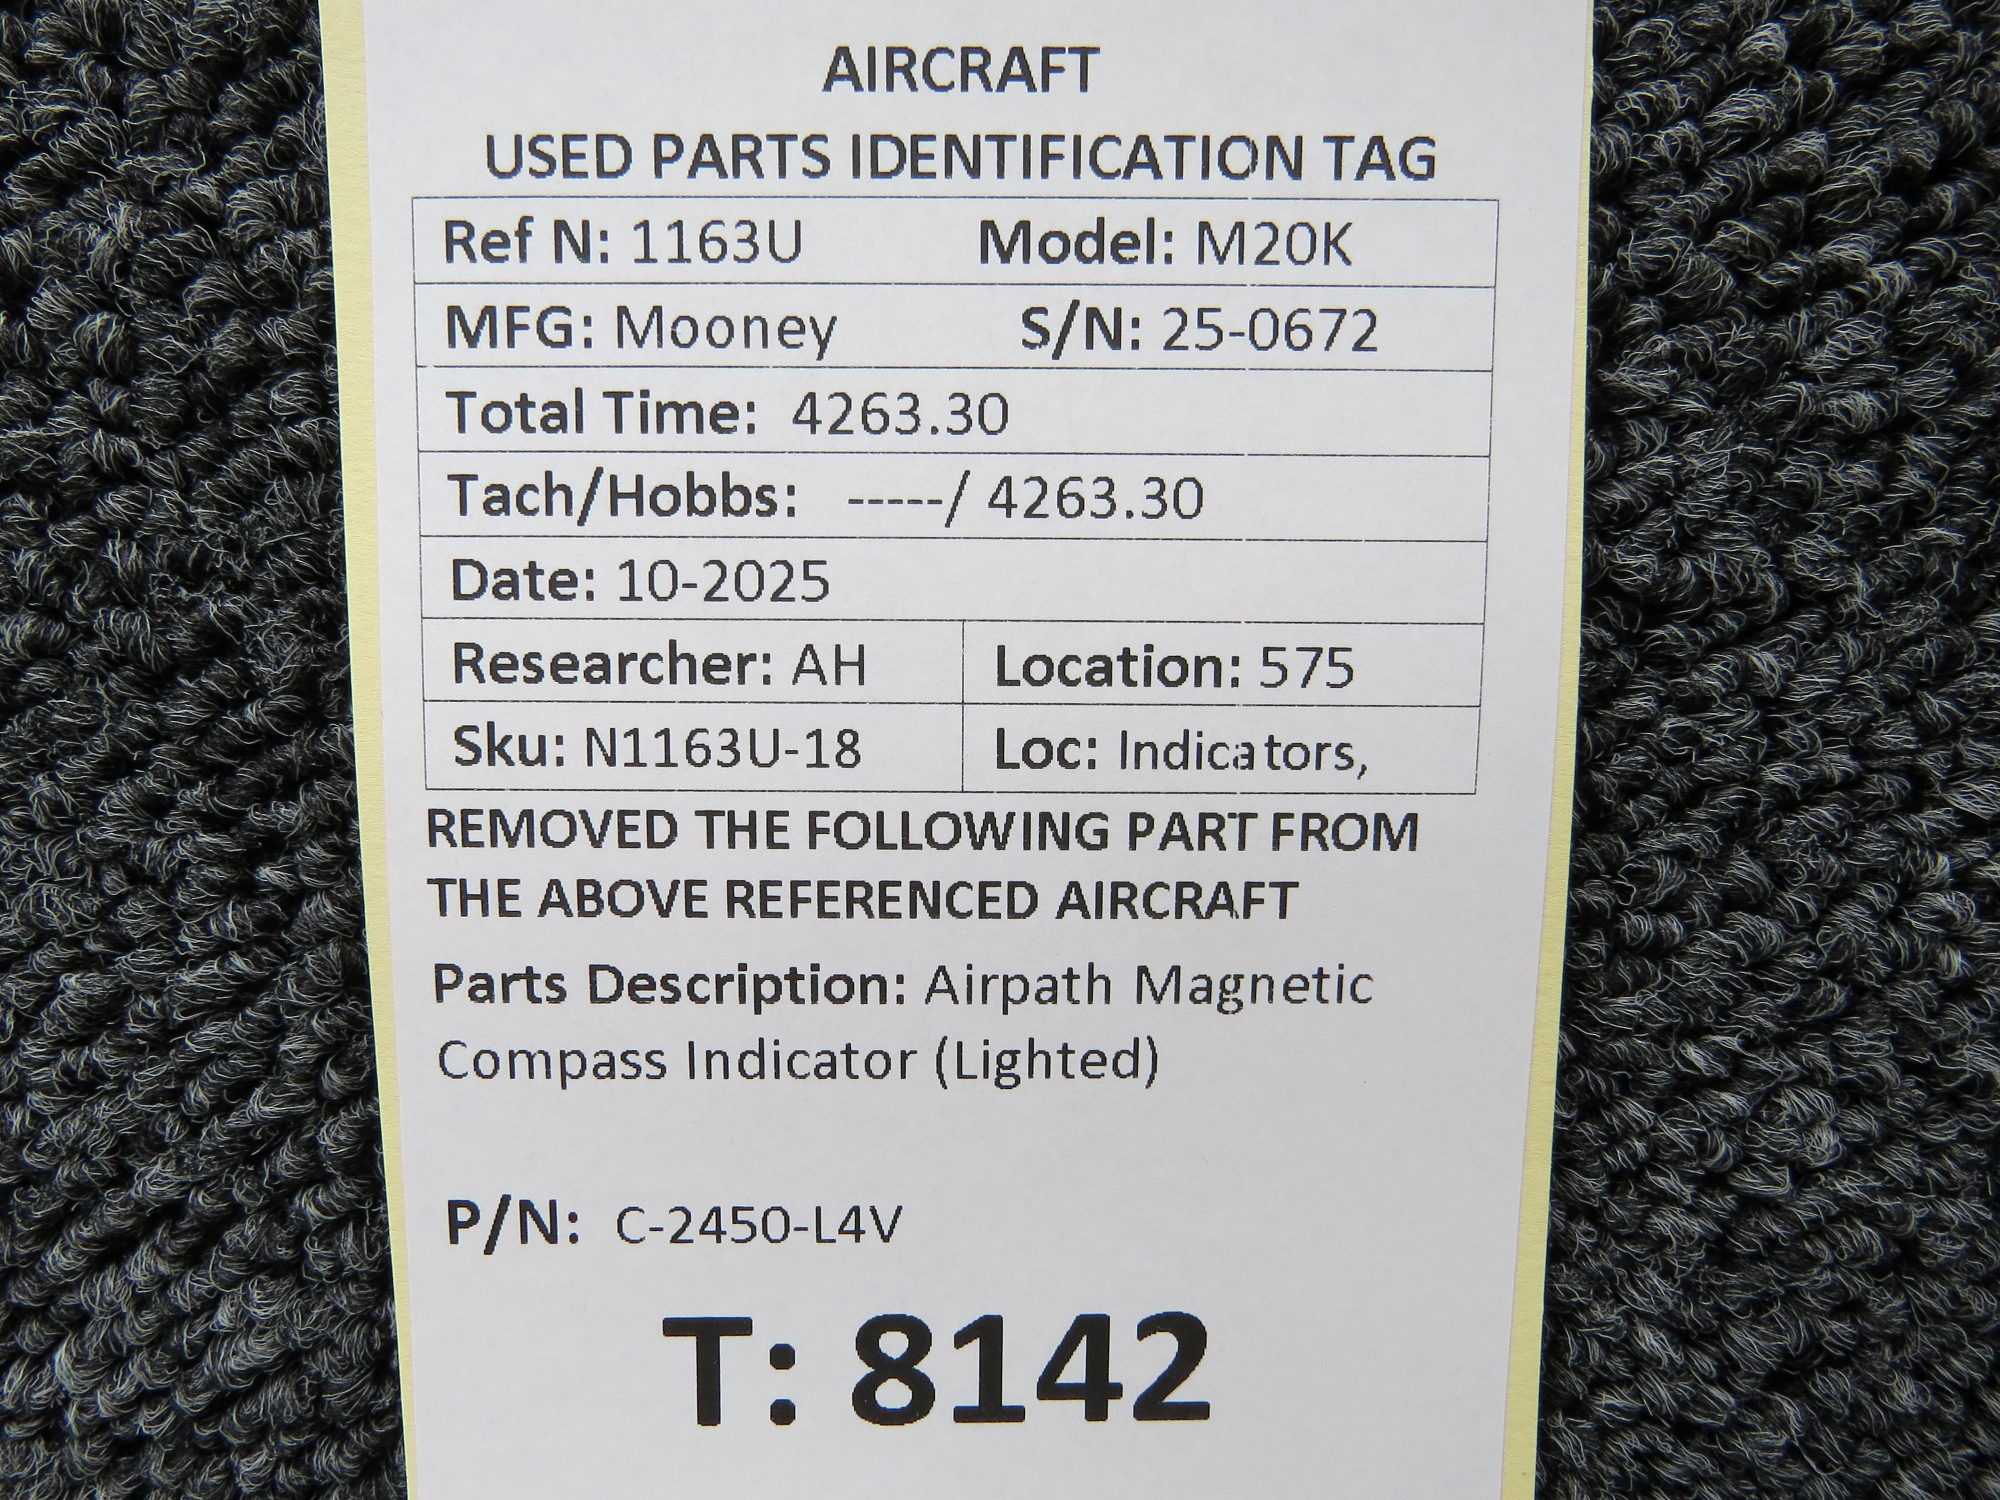 AIRCRAFT
USED PARTS IDENTIFICATION TAG
Ref N: 1163U Model: M20K
MFG: Mooney S/N: 25-0672
Total Time: 4263.30
Tach/Hobbs: -----/ 4263.30
Date: 10-2025
Researcher: AH Location: 575
Sku: N1163U-18 Loc: Indicators,
REMOVED THE FOLLOWING PART FROM
THE ABOVE REFERENCED AIRCRAFT
Parts Description: Airpath Magnetic
Compass Indicator (Lighted)
P/N: C-2450-L4V
T: 8142